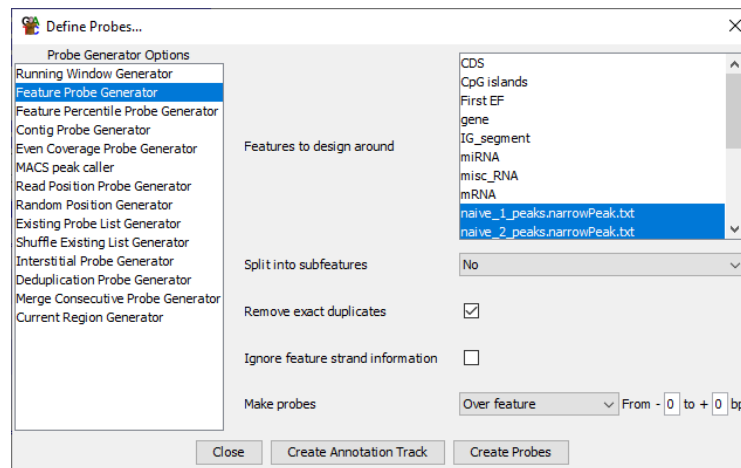 Define Probes...
Probe Generator Options
Running Window Generator
Feature Probe Generator
Feature Percentile Probe Generator
Contig Probe Generator
Even Coverage Probe Generator
MACS peak caller
Read Position Probe Generator
Random Position Generator
Existing Probe List Generator
Shuffle Existing List Generator
Interstitial Probe Generator
Deduplication Probe Generator
Merge Consecutive Probe Generator
Current Region Generator
Features to design around
CDS
CpG islands
First EF
gene
IG_segment
miRNA
misc_RNA
mRNA
naive_1_peaks.narrowPeak.txt
naive_2_peaks.narrowPeak.txt
Split into subfeatures No
Remove exact duplicates
Ignore feature strand information
Make probes Over feature From - 0 to + 0 bp
Close Create Annotation Track Create Probes